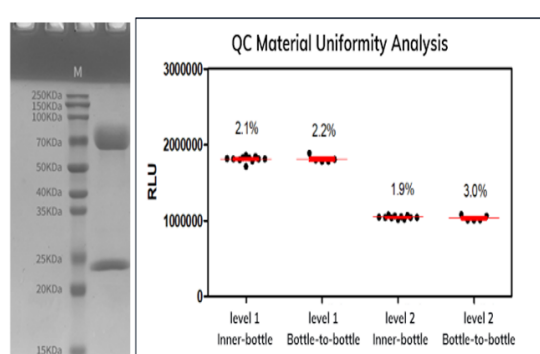 M
250KDa
150KDa
100KDa
70KDa
50KDa
40KDa
35KDa
25KDa
20KDa
15KDa
QC Material Uniformity Analysis
3000000
2000000
1000000
0
RLU
2.1%
2.2%
1.9%
3.0%
level 1
Inner-bottle
level 1
Bottle-to-bottle
level 2
Inner-bottle
level 2
Bottle-to-bottle